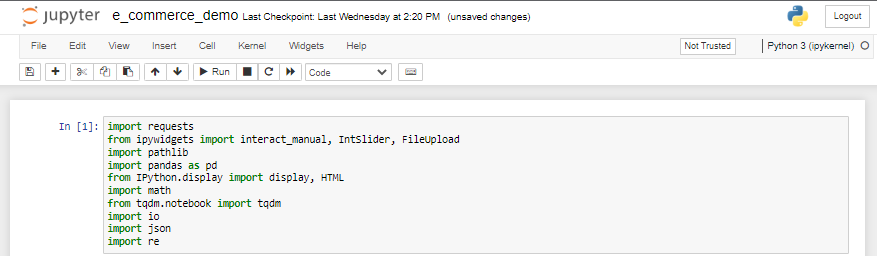 jupyter e_commerce_demo Last Checkpoint: Last Wednesday at 2:20 PM (unsaved changes) Logout
File Edit View Insert Cell Kernel Widgets Help Not Trusted Python 3 (ipykernel)
Run Code
In [1]: import requests
from ipywidgets import interact_manual, IntSlider, FileUpload
import pathlib
import pandas as pd
from IPython.display import display, HTML
import math
from tqdm.notebook import tqdm
import io
import json
import re